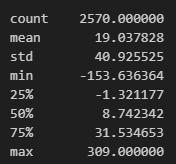 count 2570.000000
mean 19.037828
std 40.925525
min -153.636364
25% -1.321177
50% 8.742342
75% 31.534653
max 309.000000